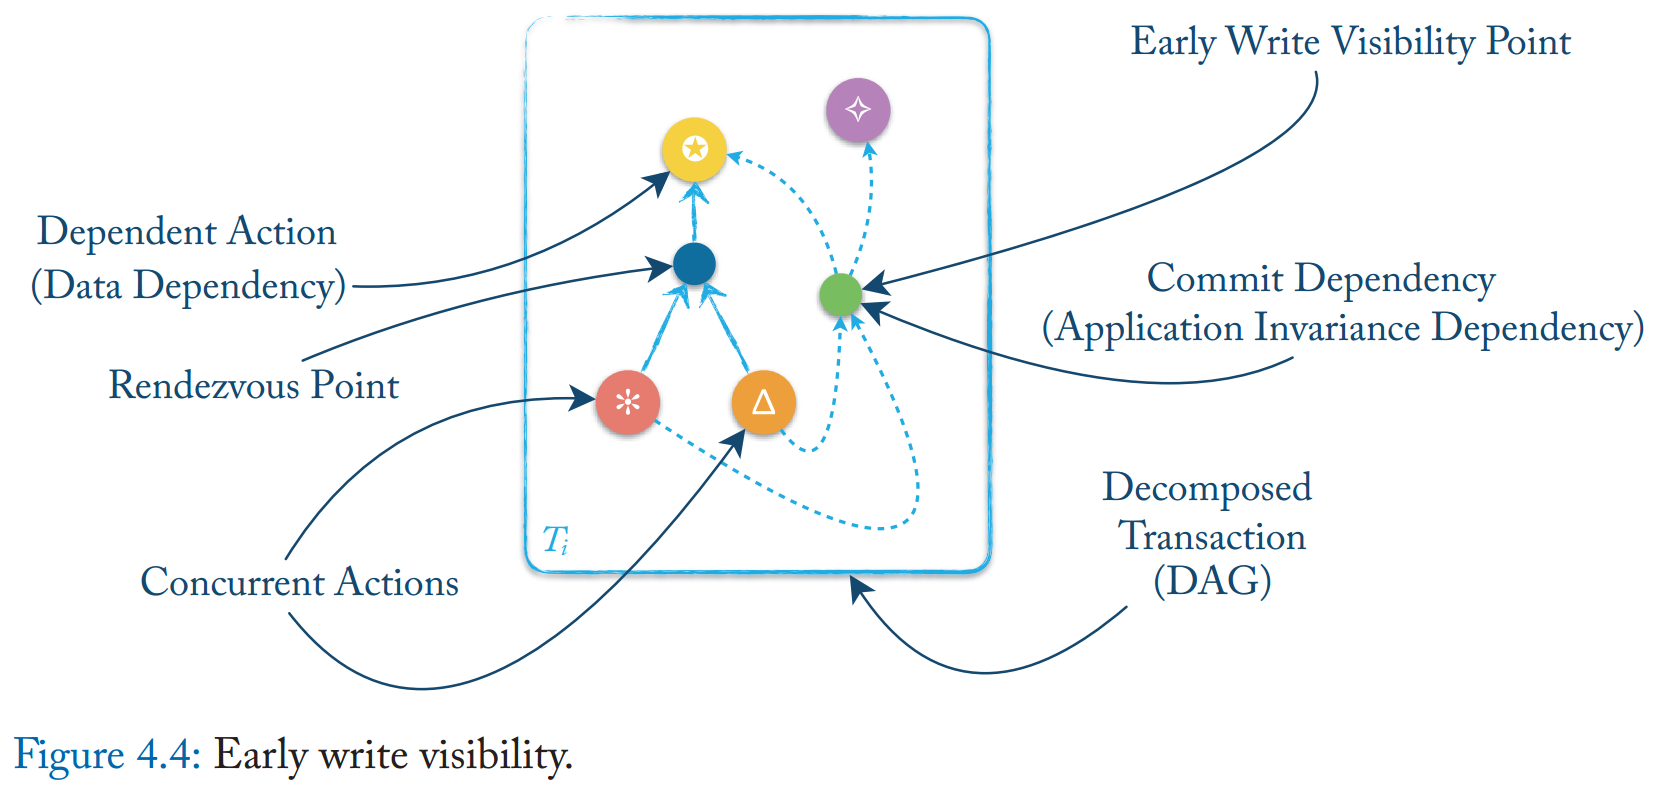 Early Write Visibility Point
Dependent Action
(Data Dependency)
Commit Dependency
(Application Invariance Dependency)
Rendezvous Point
Δ
Decomposed
Transaction
(DAG)
Ti
Concurrent Actions
Figure 4.4: Early write visibility.